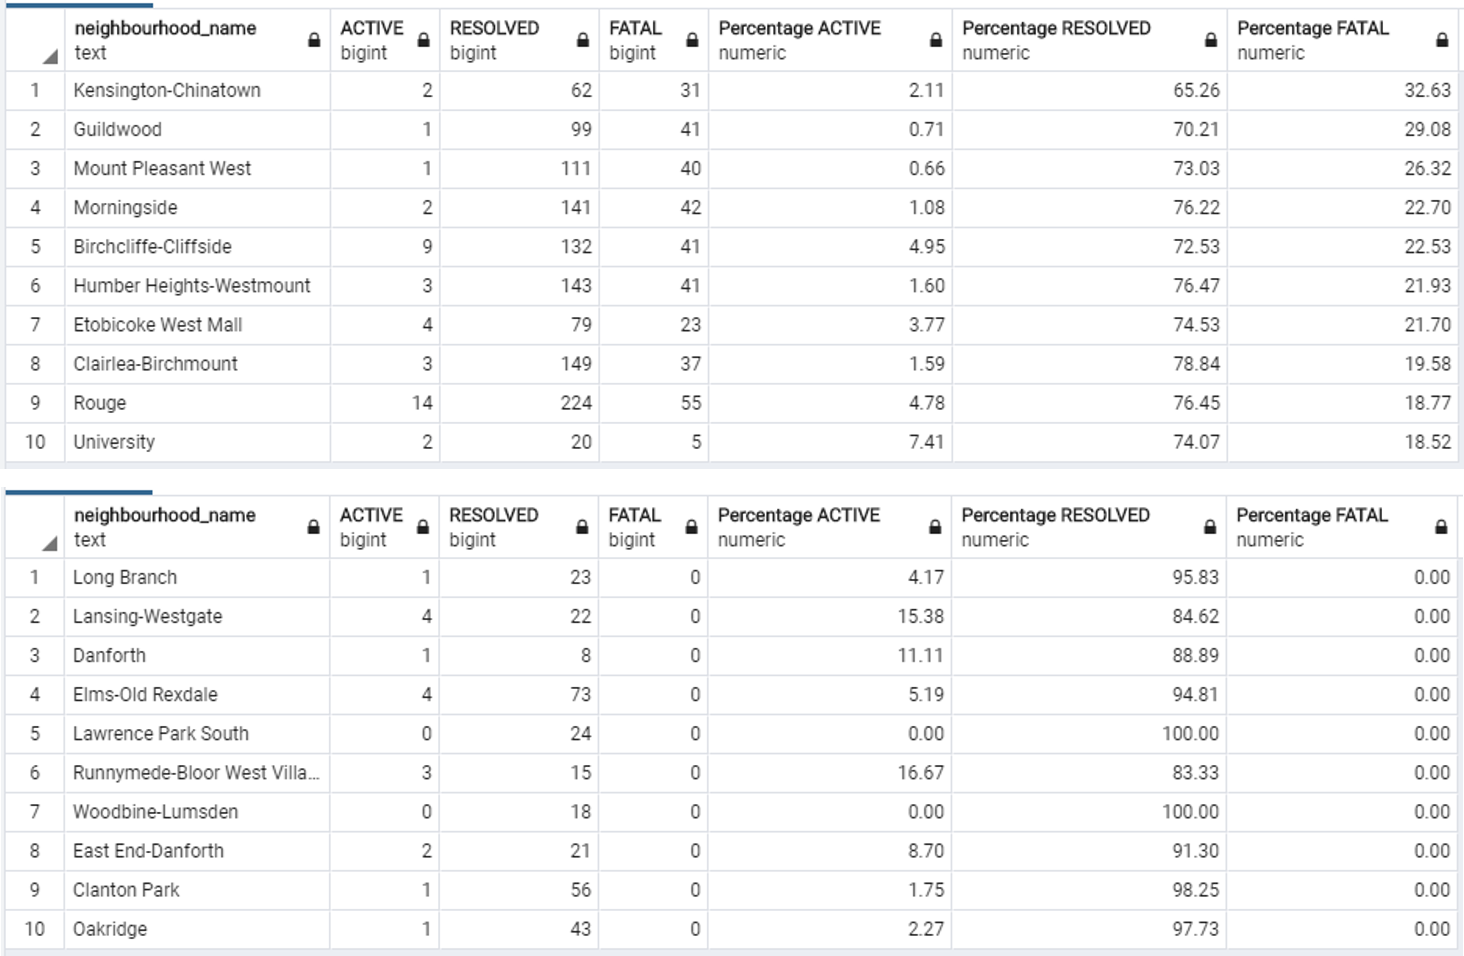 neighbourhood_name ACTIVE RESOLVED FATAL Percentage ACTIVE Percentage RESOLVED Percentage FATAL
text bigint bigint bigint numeric numeric numeric
1 Kensington-Chinatown 2 62 31 2.11 65.26 32.63
2 Guildwood 1 99 41 0.71 70.21 29.08
3 Mount Pleasant West 1 111 40 0.66 73.03 26.32
4 Morningside 2 141 42 1.08 76.22 22.70
5 Birchcliffe-Cliffside 9 132 41 4.95 72.53 22.53
6 Humber Heights-Westmount 3 143 41 1.60 76.47 21.93
7 Etobicoke West Mall 4 79 23 3.77 74.53 21.70
8 Clairlea-Birchmount 3 149 37 1.59 78.84 19.58
9 Rouge 14 224 55 4.78 76.45 18.77
10 University 2 20 5 7.41 74.07 18.52
neighbourhood_name ACTIVE RESOLVED FATAL Percentage ACTIVE Percentage RESOLVED Percentage FATAL
text bigint bigint bigint numeric numeric numeric
1 Long Branch 1 23 0 4.17 95.83 0.00
2 Lansing-Westgate 4 22 0 15.38 84.62 0.00
3 Danforth 1 8 0 11.11 88.89 0.00
4 Elms-Old Rexdale 4 73 0 5.19 94.81 0.00
5 Lawrence Park South 0 24 0 0.00 100.00 0.00
6 Runnymede-Bloor West Villa... 3 15 0 16.67 83.33 0.00
7 Woodbine-Lumsden 0 18 0 0.00 100.00 0.00
8 East End-Danforth 2 21 0 8.70 91.30 0.00
9 Clanton Park 1 56 0 1.75 98.25 0.00
10 Oakridge 1 43 0 2.27 97.73 0.00